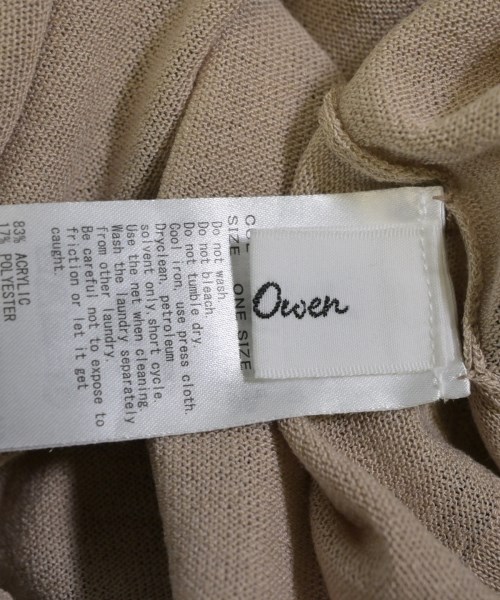 Owen
CO
SIZE ONE SIZE
Do not wash.
Do not bleach.
Do not tumble dry.
Cool iron, use press cloth.
Dryclean, petroleum
solvent only.short cycle.
Use the net when cleaning
Wash the laundry separately
from other laundry.
Be careful not to expose to
friction or let it get
caught.
83% ACRYLIC
17% POLYESTER